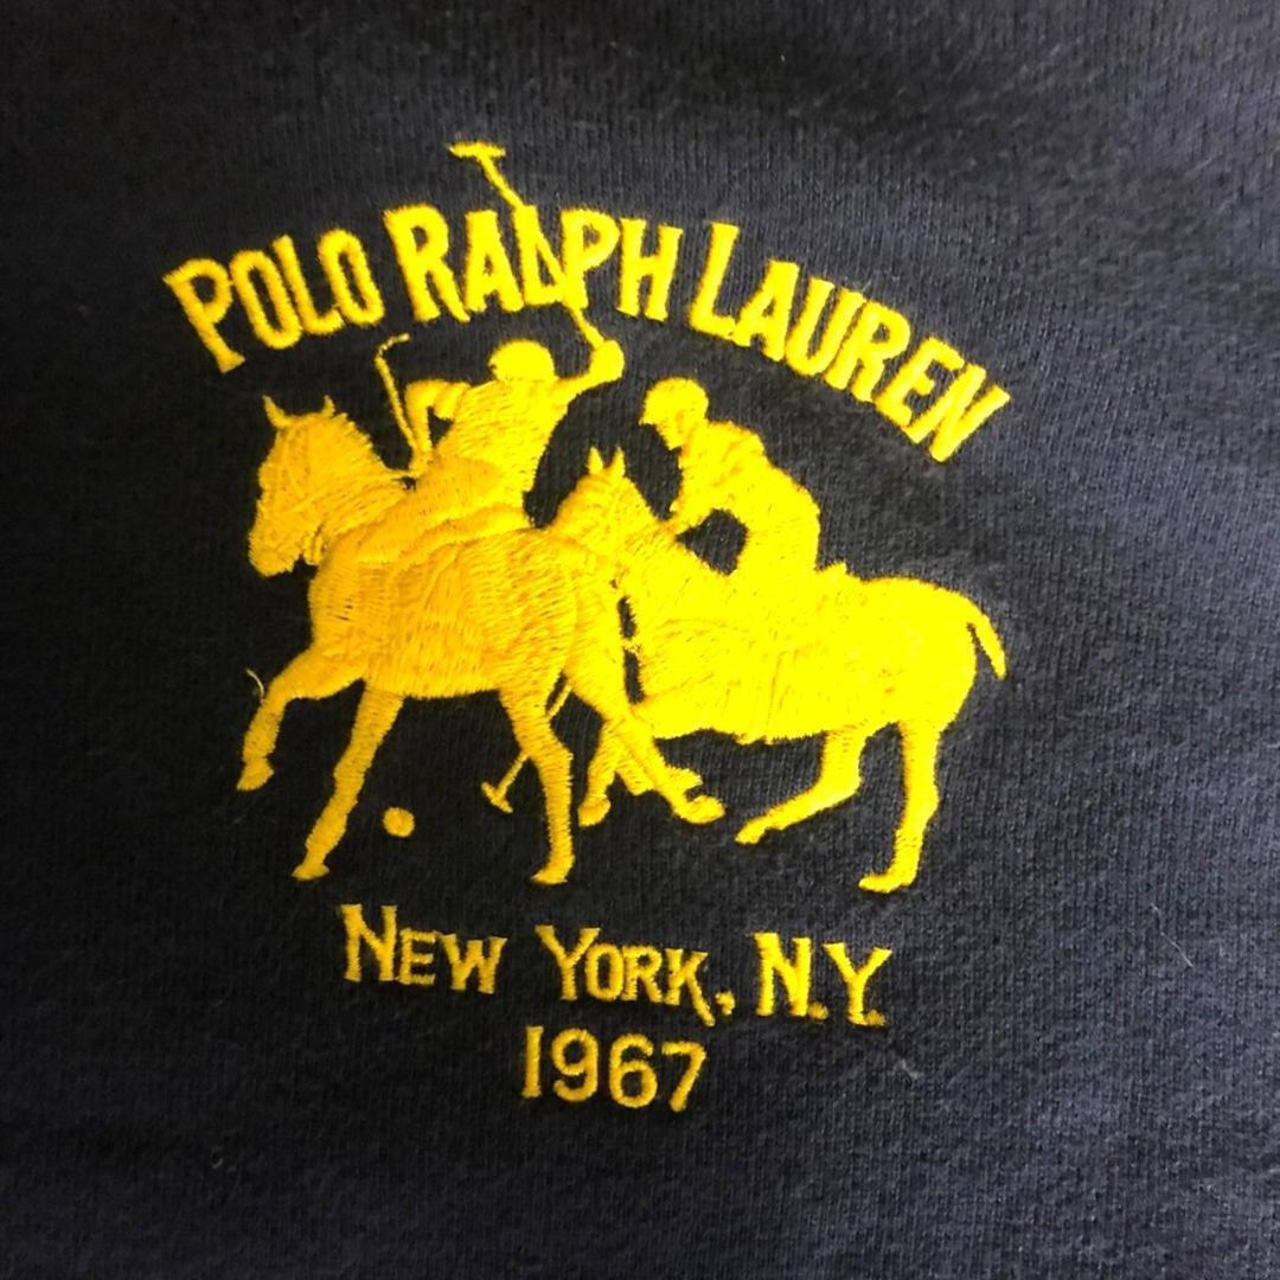 POLO RALPH LAUREN
NEW YORK, N.Y.
1967